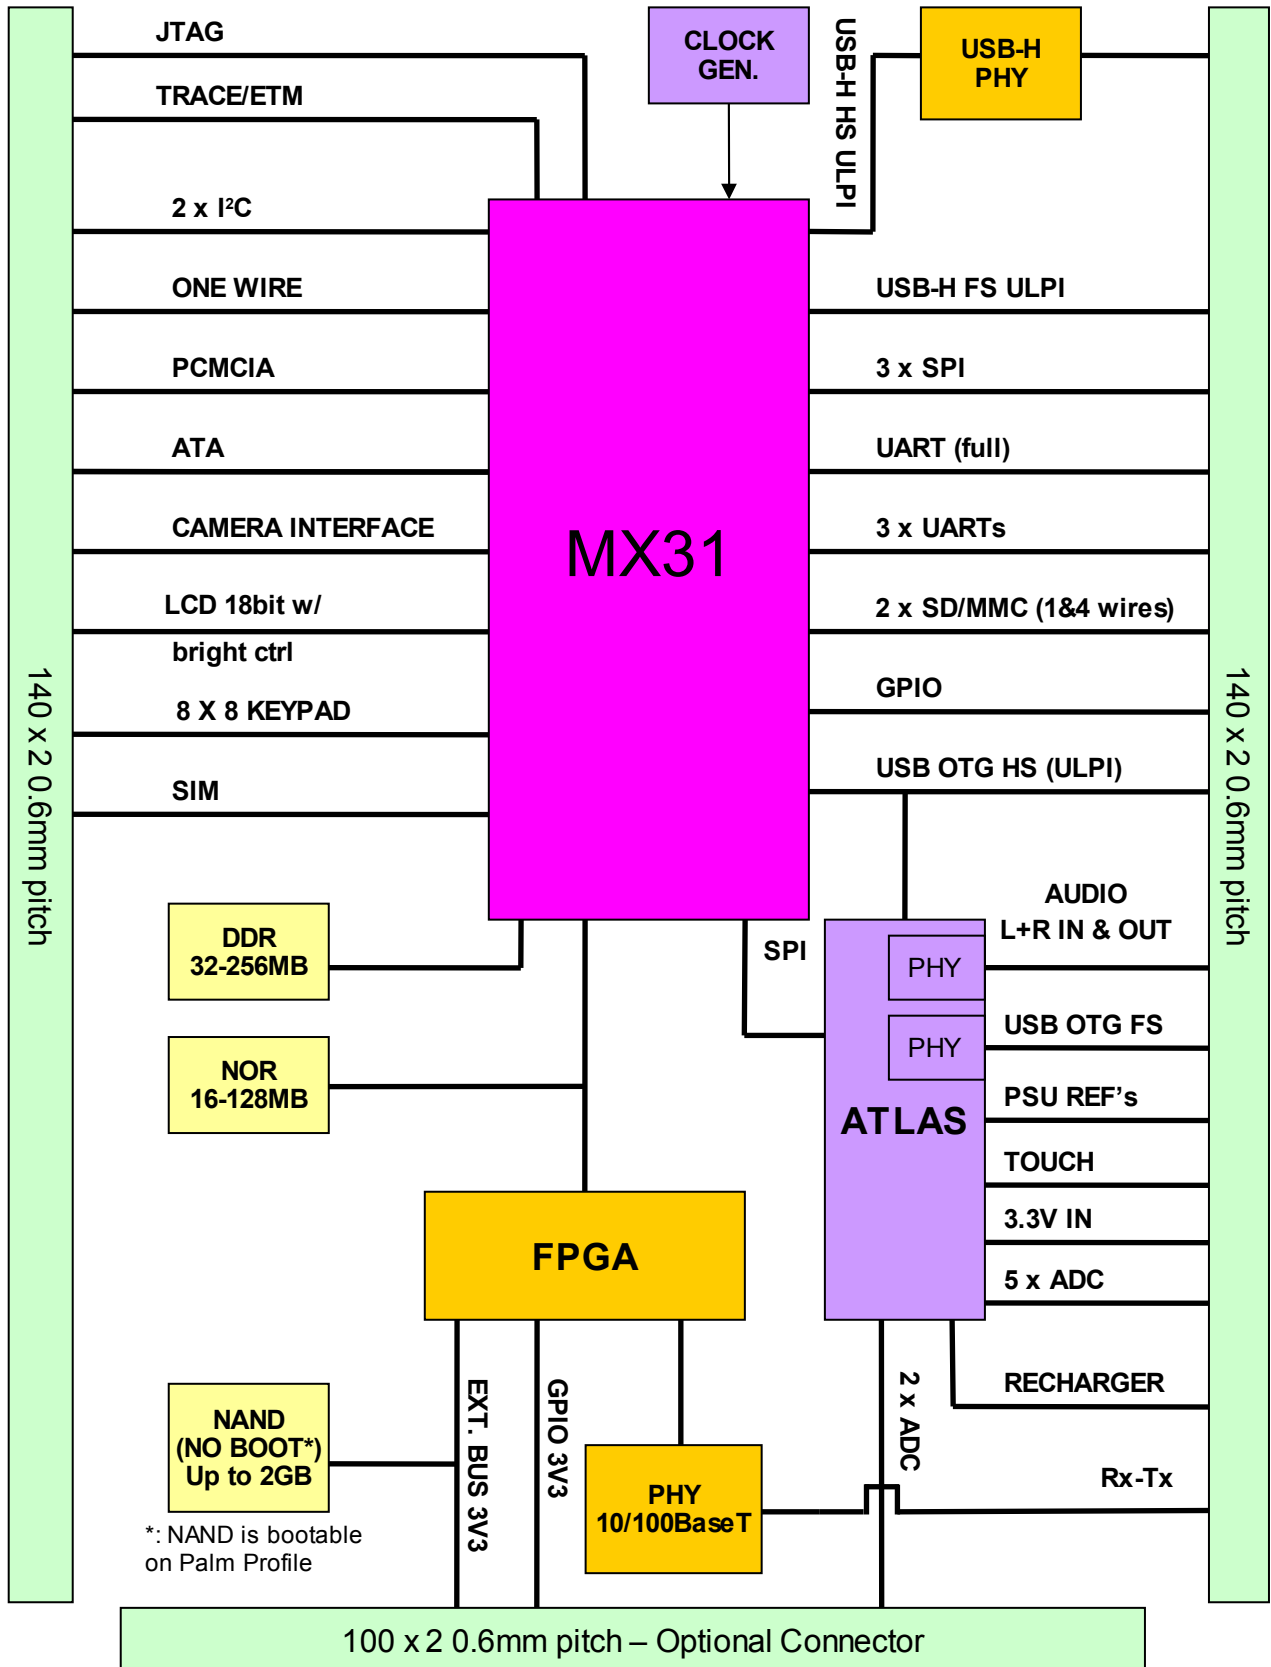 JTAG
TRACE/ETM
2 x I²C
ONE WIRE
PCMCIA
ATA
CAMERA INTERFACE
LCD 18bit w/
bright ctrl
8 X 8 KEYPAD
SIM
140 x 2 0.6mm pitch
CLOCK
GEN.
USB-H HS ULPI
USB-H
PHY
MX31
USB-H FS ULPI
3 x SPI
UART (full)
3 x UARTs
2 x SD/MMC (1&4 wires)
GPIO
USB OTG HS (ULPI)
140 x 2 0.6mm pitch
DDR
32-256MB
NOR
16-128MB
SPI
PHY
PHY
ATLAS
AUDIO
L+R IN & OUT
USB OTG FS
PSU REF's
TOUCH
3.3V IN
5 x ADC
RECHARGER
Rx-Tx
FPGA
NAND
(NO BOOT*)
Up to 2GB
*: NAND is bootable
on Palm Profile
EXT. BUS 3V3
GPIO 3V3
PHY
10/100BaseT
2 x ADC
100 x 2 0.6mm pitch – Optional Connector